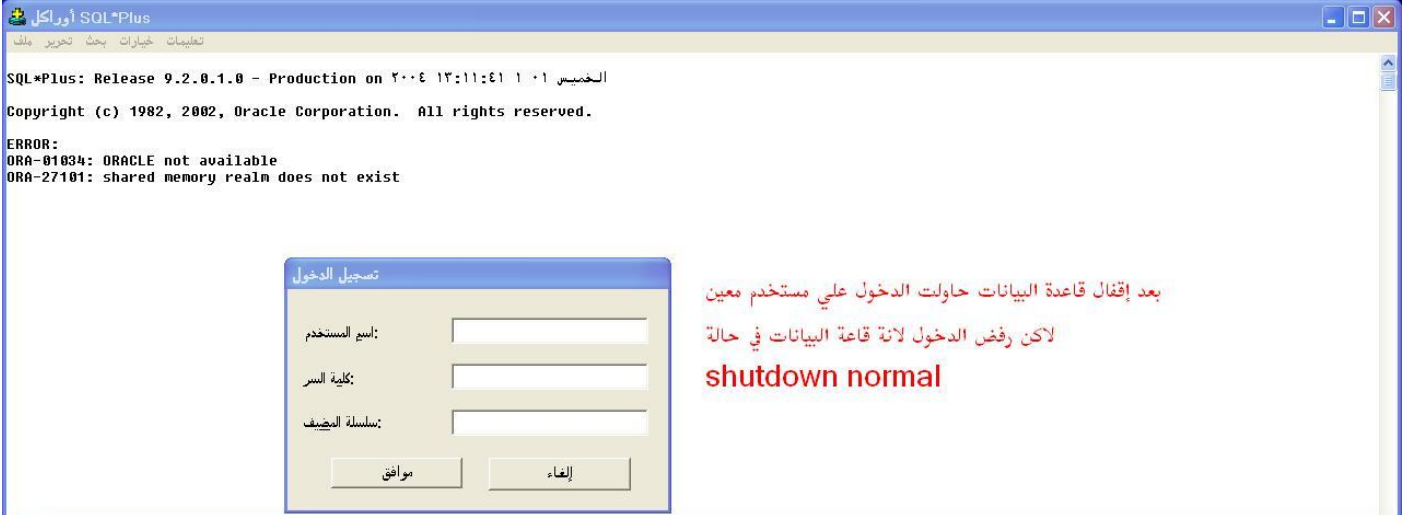 أوراكل SQL*Plus
ملف تحرير بحث خيارات تعليمات
SQL*Plus: Release 9.2.0.1.0 - Production on الخميس ٠١ ١ ١٣:١١:٤١ ٢٠٠٤
Copyright (c) 1982, 2002, Oracle Corporation.  All rights reserved.
ERROR:
ORA-01034: ORACLE not available
ORA-27101: shared memory realm does not exist
تسجيل الدخول
اسم المستخدم:
كلمة السر:
سلسلة المضيف:
موافق
إلغاء
بعد إقفال قاعدة البيانات حاولت الدخول علي مستخدم معين
لاكن رفض الدخول لانة قاعة البيانات في حالة
shutdown normal